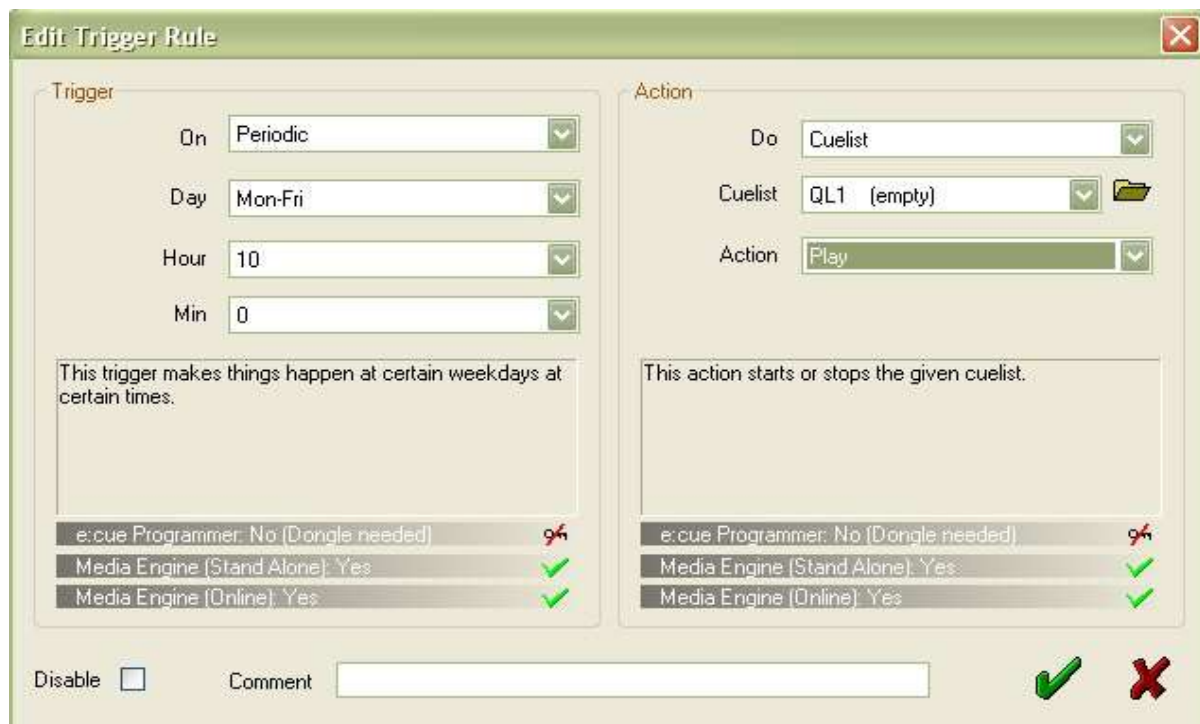 Edit Trigger Rule
Trigger
On Periodic
Day Mon-Fri
Hour 10
Min 0
This trigger makes things happen at certain weekdays at
certain times.
e:cue Programmer: No (Dongle needed)
Media Engine (Stand Alone): Yes
Media Engine (Online): Yes
Action
Do Cuelist
Cuelist QL1 (empty)
Action Play
This action starts or stops the given cuelist.
e:cue Programmer: No (Dongle needed)
Media Engine (Stand Alone): Yes
Media Engine (Online): Yes
Disable Comment